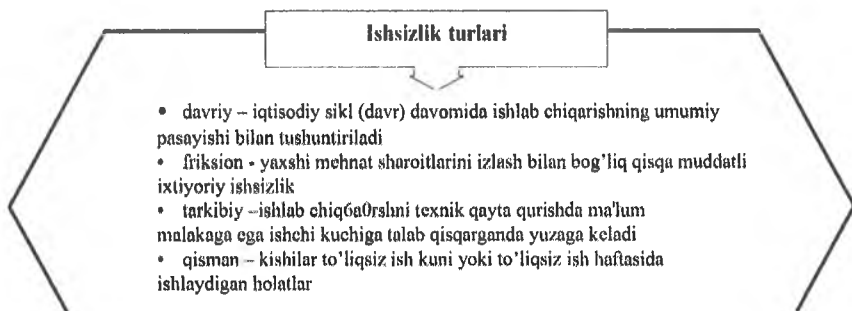 Ishsizlik turlari
• davriy – iqtisodiy sikl (davr) davomida ishlab chiqarishning umumiy
pasayishi bilan tushuntiriladi
• friksion - yaxshi mehnat sharoitlarini izlash bilan bog'liq qisqa muddatli
ixtiyoriy ishsizlik
• tarkibiy –ishlab chiq6a0rshni texnik qayta qurishda ma'lum
malakaga ega ishchi kuchiga talab qisqarganda yuzaga keladi
• qisman – kishilar to'liqsiz ish kuni yoki to'liqsiz ish haftasida
ishlaydigan holatlar